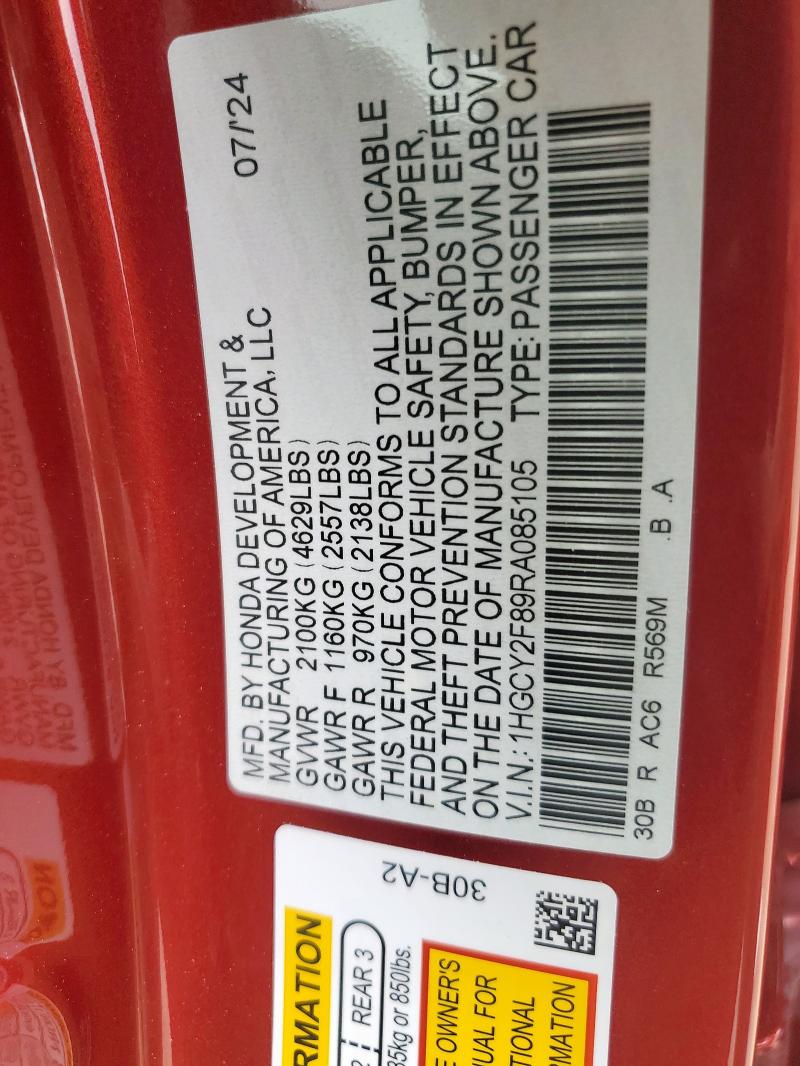 MFD. BY HONDA DEVELOPMENT &
MANUFACTURING OF AMERICA, LLC 07/'24
GVWR 2100KG (4629LBS)
GAWR F 1160KG (2557LBS)
GAWR R 970KG (2138LBS)
THIS VEHICLE CONFORMS TO ALL APPLICABLE
FEDERAL MOTOR VEHICLE SAFETY, BUMPER,
AND THEFT PREVENTION STANDARDS IN EFFECT
ON THE DATE OF MANUFACTURE SHOWN ABOVE.
V.I.N.: 1HGCY2F89RA085105 TYPE: PASSENGER CAR
30B R AC6 R569M .B .A
30B-A2
RMATION
2 REAR 3
35kg or 850lbs.
E OWNER'S
UAL FOR
TIONAL
RMATION